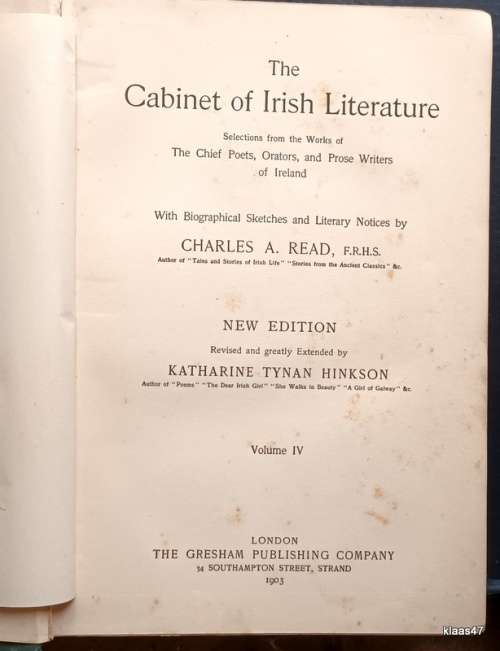 The
Cabinet of Irish Literature
Selections from the Works of
The Chief Poets, Orators, and Prose Writers
of Ireland
With Biographical Sketches and Literary Notices by
CHARLES A. READ, F.R.H.S.
Author of "Tales and Stories of Irish Life" "Stories from the Ancient Classics" &c.
NEW EDITION
Revised and greatly Extended by
KATHARINE TYNAN HINKSON
Author of "Poems" "The Dear Irish Girl" "She Walks in Beauty" "A Girl of Galway" &c.
Volume IV
LONDON
THE GRESHAM PUBLISHING COMPANY
34 SOUTHAMPTON STREET, STRAND
1903
klaas47